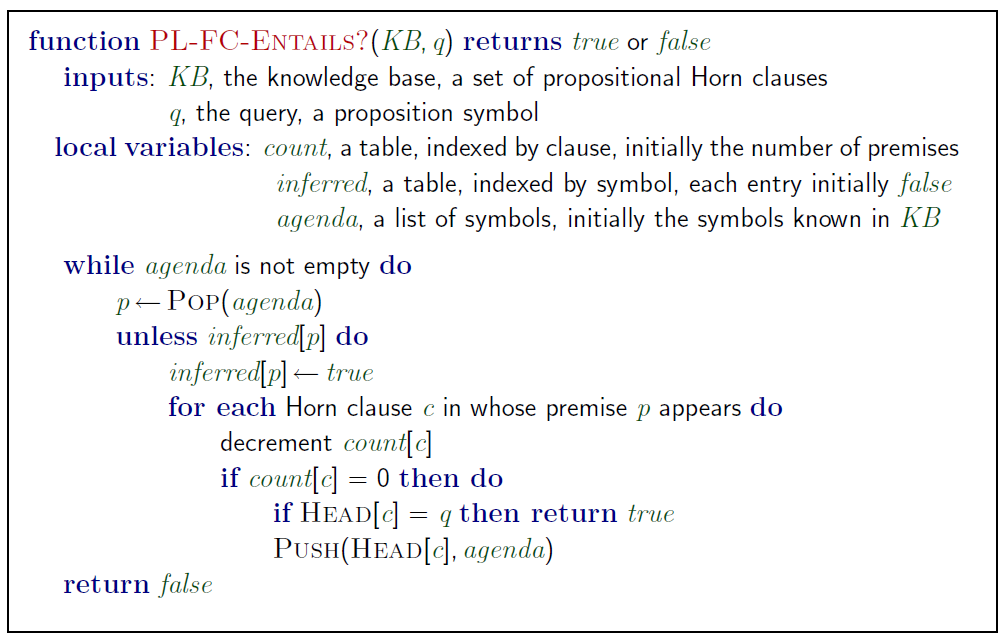 function PL-FC-Entails?(KB, q) returns true or false
inputs: KB, the knowledge base, a set of propositional Horn clauses
q, the query, a proposition symbol
local variables: count, a table, indexed by clause, initially the number of premises
inferred, a table, indexed by symbol, each entry initially false
agenda, a list of symbols, initially the symbols known in KB
while agenda is not empty do
p ← Pop(agenda)
unless inferred[p] do
inferred[p] ← true
for each Horn clause c in whose premise p appears do
decrement count[c]
if count[c] = 0 then do
if Head[c] = q then return true
Push(Head[c], agenda)
return false